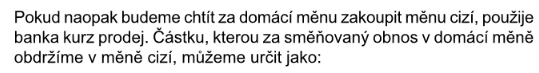 Pokud naopak budeme chtít za domácí měnu zakoupit měnu cizí, použije
banka kurz prodej. Částku, kterou za směňovaný obnos v domácí měně
obdržíme v měně cizí, můžeme určit jako: